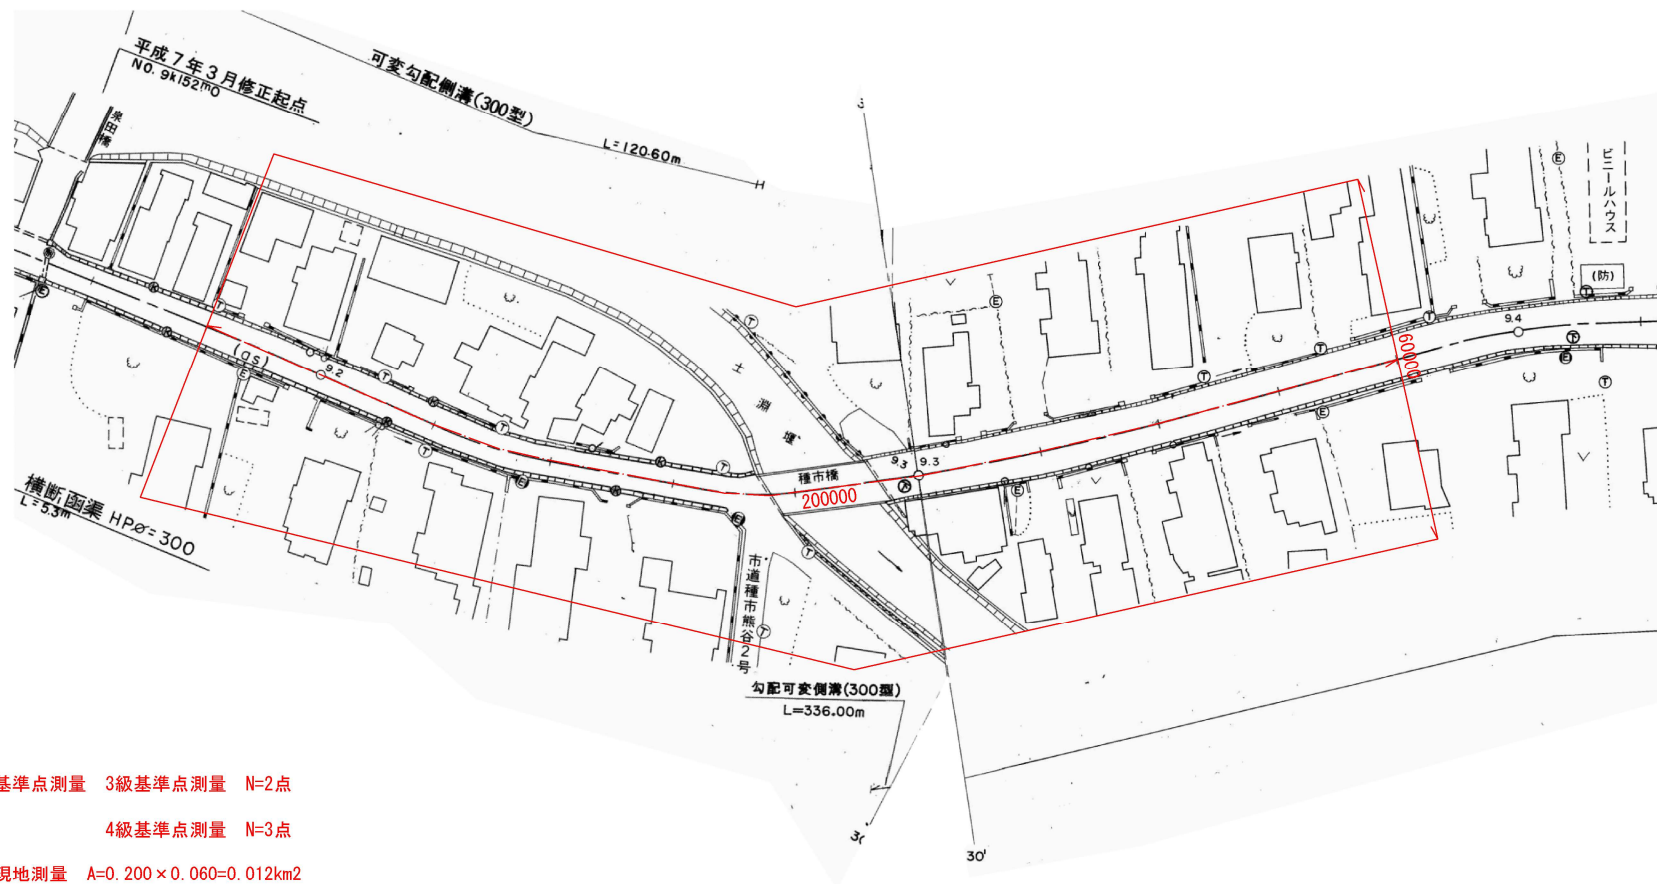 平成7年3月修正起点
NO. 9k152m0
泉田橋
可変勾配側溝(300型)
L=120.60m
ビニールハウス
(防)
(as)
9.2
土淵堰
9.3
9.3
9.4
種市橋
200000
60000
横断函渠 HPØ=300
L=5.3m
市道種市熊谷2号
勾配可変側溝(300型)
L=336.00m
30'
基準点測量 3級基準点測量 N=2点
4級基準点測量 N=3点
現地測量 A=0.200×0.060=0.012km2